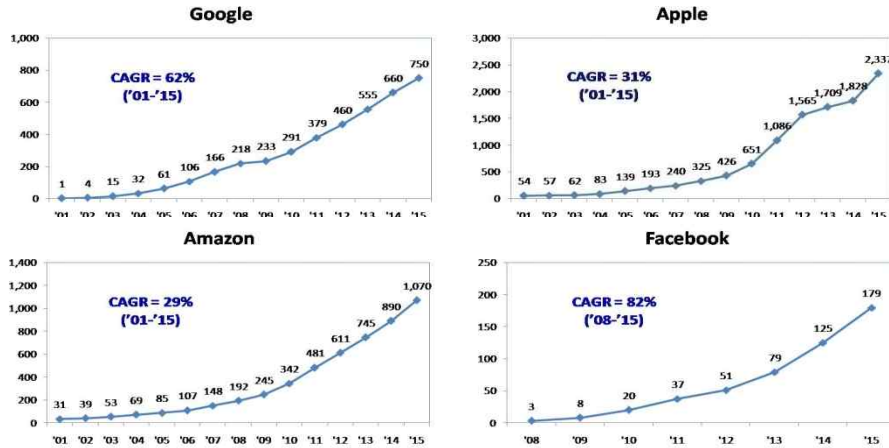 Google
1,000
800
600
400
200
0
CAGR = 62%
('01-'15)
1 4 15 32 61 106 166 218 233 291 379 460 555 660 750
'01 '02 '03 '04 '05 '06 '07 '08 '09 '10 '11 '12 '13 '14 '15
Apple
3,000
2,500
2,000
1,500
1,000
500
0
CAGR = 31%
('01-'15)
54 57 62 83 139 193 240 325 426 651 1,086 1,565 1,709 1,828 2,337
'01 '02 '03 '04 '05 '06 '07 '08 '09 '10 '11 '12 '13 '14 '15
Amazon
1,400
1,200
1,000
800
600
400
200
0
CAGR = 29%
('01-'15)
31 39 53 69 85 107 148 192 245 342 481 611 745 890 1,070
'01 '02 '03 '04 '05 '06 '07 '08 '09 '10 '11 '12 '13 '14 '15
Facebook
250
200
150
100
50
0
CAGR = 82%
('08-'15)
3 8 20 37 51 79 125 179
'08 '09 '10 '11 '12 '13 '14 '15